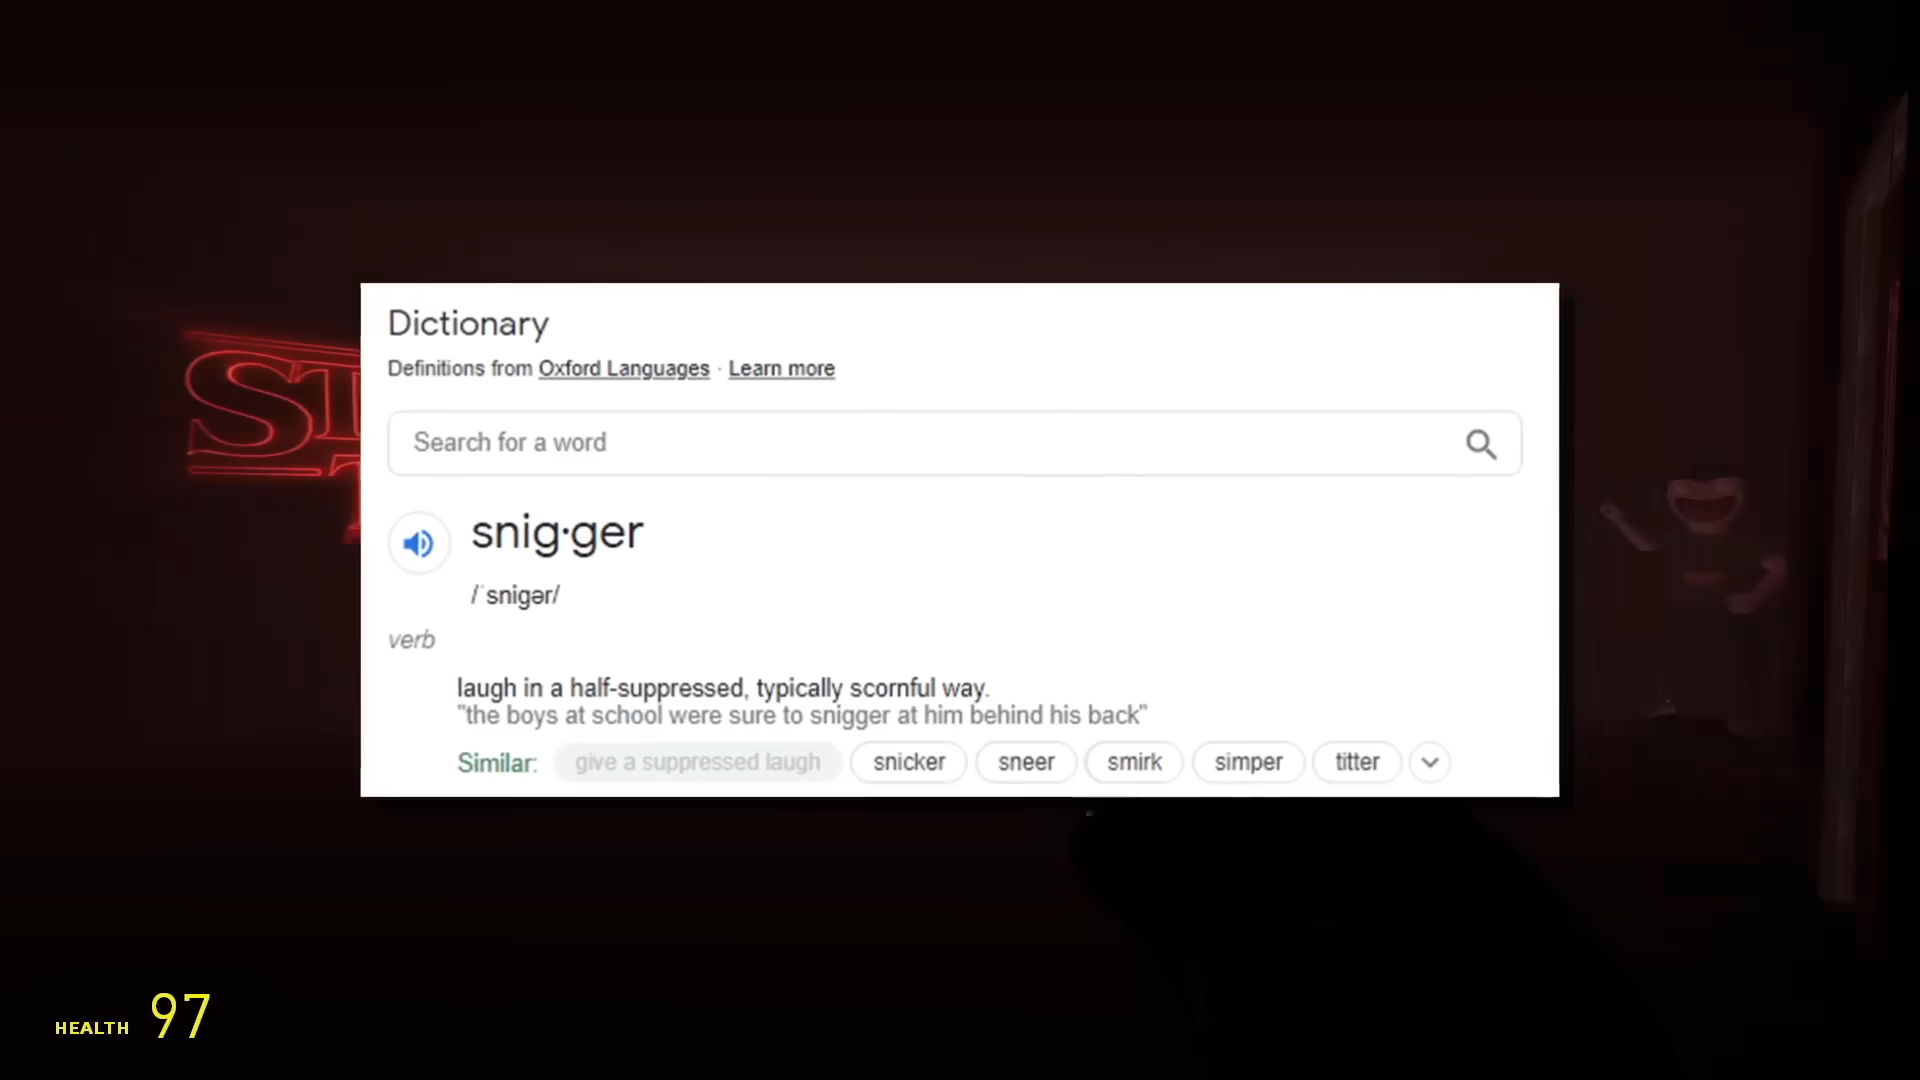 Dictionary
Definitions from Oxford Languages · Learn more
Search for a word
snig·ger
/ˈsniɡər/
verb
laugh in a half-suppressed, typically scornful way.
"the boys at school were sure to snigger at him behind his back"
Similar: give a suppressed laugh snicker sneer smirk simper titter
ST
T
HEALTH 97